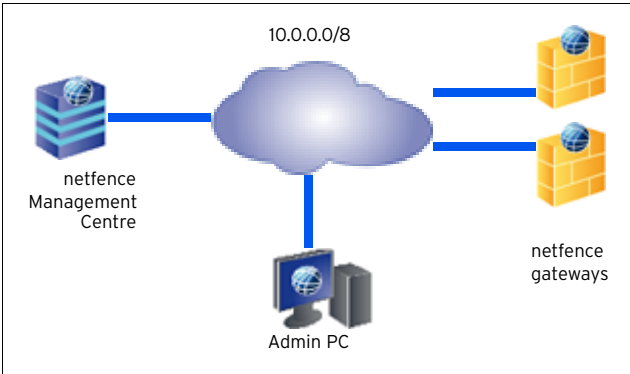 10.0.0.0/8
netfence
Management
Centre
netfence
gateways
Admin PC